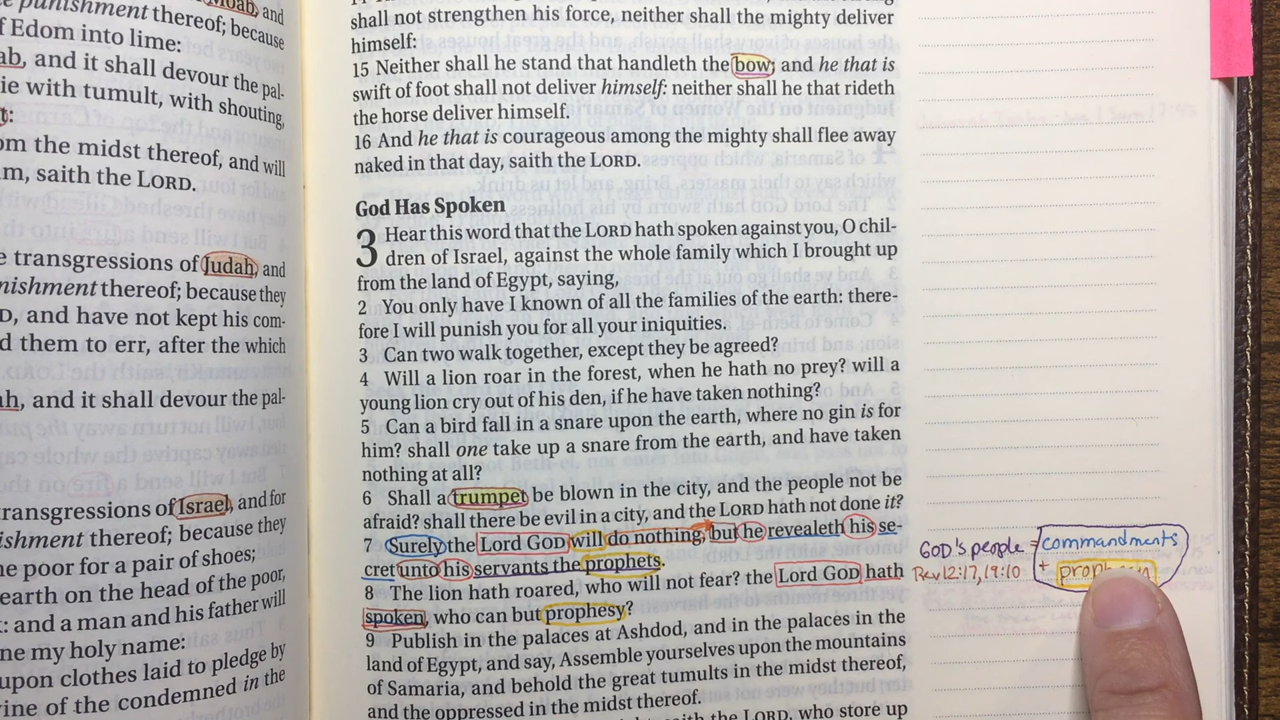 punishment thereof; because
f Edom into lime:
ab, and it shall devour the pal-
ie with tumult, with shouting,
t:
om the midst thereof, and will
m, saith the LORD.
e transgressions of Judah, and
nishment thereof; because they
D, and have not kept his com-
d them to err, after the which
ah, and it shall devour the pal-
ransgressions of Israel, and for
ishment thereof; because they
he poor for a pair of shoes;
earth on the head of the poor,
: and a man and his father will
ne my holy name:
upon clothes laid to pledge by
ine of the condemned in the
shall not strengthen his force, neither shall the mighty deliver
himself:
15 Neither shall he stand that handleth the bow; and he that is
swift of foot shall not deliver himself: neither shall he that rideth
the horse deliver himself.
16 And he that is courageous among the mighty shall flee away
naked in that day, saith the LORD.
God Has Spoken
3 Hear this word that the LORD hath spoken against you, O chil-
dren of Israel, against the whole family which I brought up
from the land of Egypt, saying,
2 You only have I known of all the families of the earth: there-
fore I will punish you for all your iniquities.
3 Can two walk together, except they be agreed?
4 Will a lion roar in the forest, when he hath no prey? will a
young lion cry out of his den, if he have taken nothing?
5 Can a bird fall in a snare upon the earth, where no gin is for
him? shall one take up a snare from the earth, and have taken
nothing at all?
6 Shall a trumpet be blown in the city, and the people not be
afraid? shall there be evil in a city, and the LORD hath not done it?
7 Surely the Lord GOD will do nothing, but he revealeth his se-
cret unto his servants the prophets.
8 The lion hath roared, who will not fear? the Lord GOD hath
spoken, who can but prophesy?
9 Publish in the palaces at Ashdod, and in the palaces in the
land of Egypt, and say, Assemble yourselves upon the mountains
of Samaria, and behold the great tumults in the midst thereof,
and the oppressed in the midst thereof.
saith the LORD, who store up
GOD's people = commandments
Rev 12:17, 19:10 +